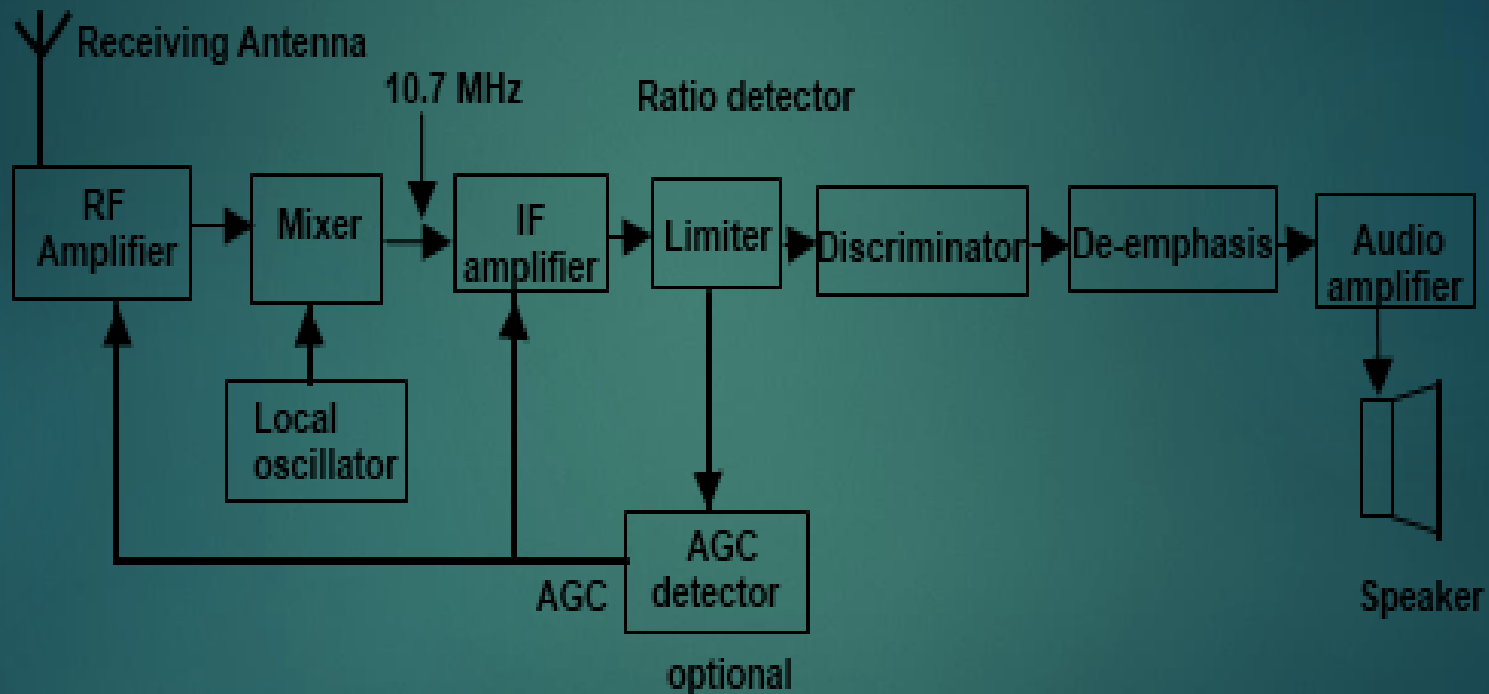 Receiving Antenna
10.7 MHz
Ratio detector
RF
Amplifier
Mixer
IF
amplifier
Limiter
Discriminator
De-emphasis
Audio
amplifier
Local
oscillator
AGC
AGC
detector
optional
Speaker